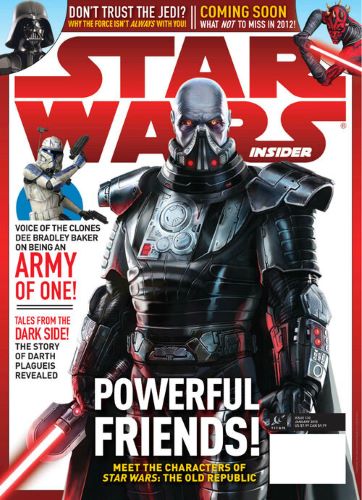 DON'T TRUST THE JEDI?
WHY THE FORCE ISN'T ALWAYS WITH YOU!
COMING SOON
WHAT NOT TO MISS IN 2012!
STAR
WARS®
INSIDER
VOICE OF THE CLONES
DEE BRADLEY BAKER
ON BEING AN
ARMY
OF ONE!
TALES FROM THE
DARK SIDE!
THE STORY
OF DARTH
PLAGUEIS
REVEALED
POWERFUL
FRIENDS!
MEET THE CHARACTERS OF
STAR WARS: THE OLD REPUBLIC
TITAN